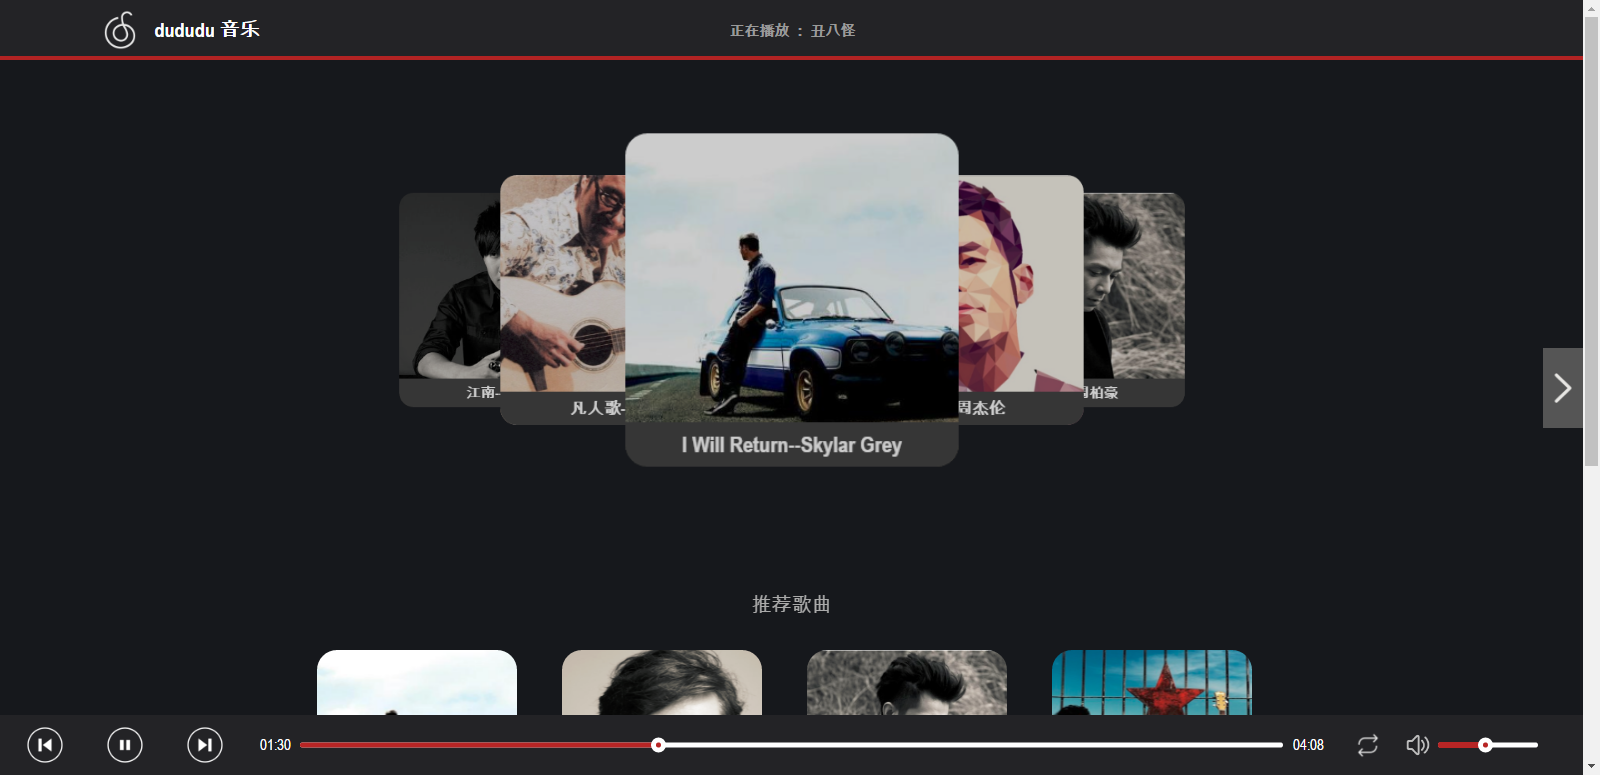 dududu 音乐
正在播放 ： 丑八怪
江南-
凡人歌-
I Will Return--Skylar Grey
周杰伦
周柏豪
推荐歌曲
01:30
04:08